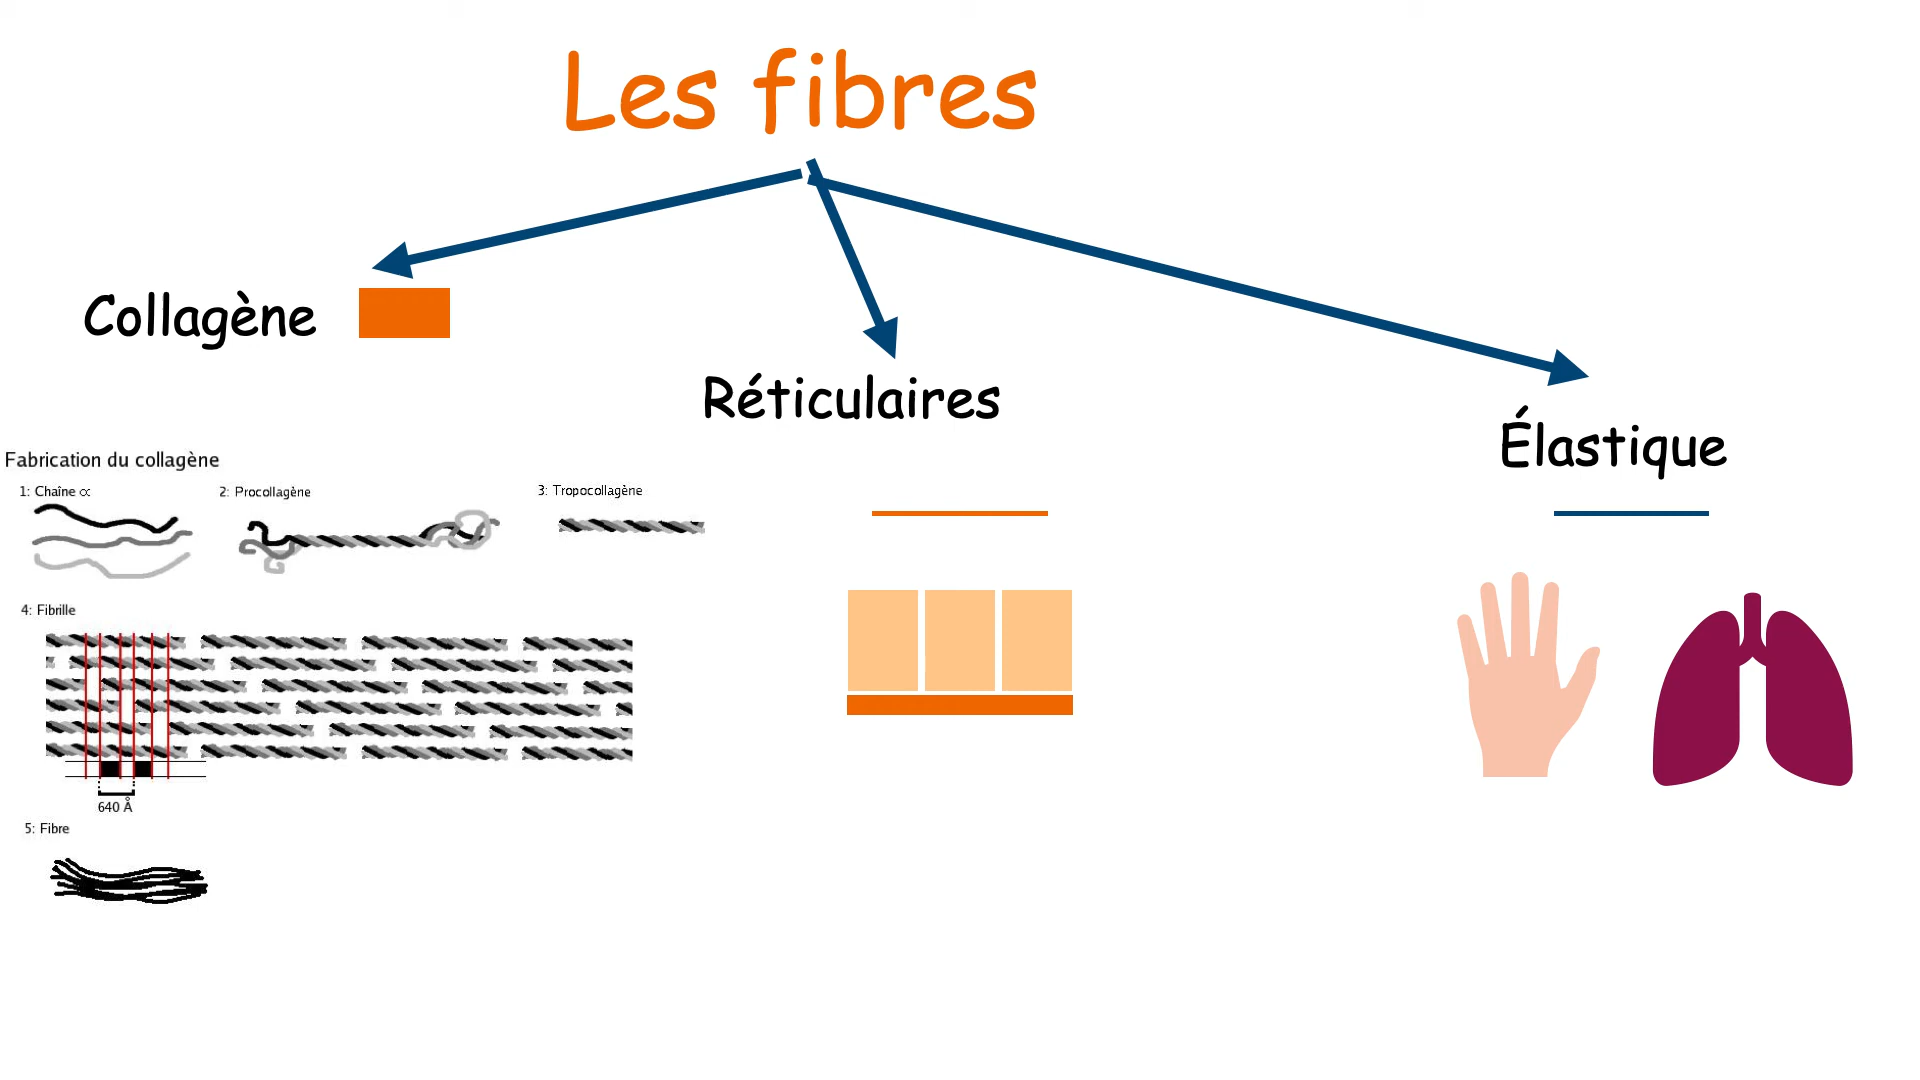 Les fibres
Collagène
Réticulaires
Élastique
Fabrication du collagène
1: Chaîne ∝
2: Procollagène
3: Tropocollagène
4: Fibrille
640 Å
5: Fibre